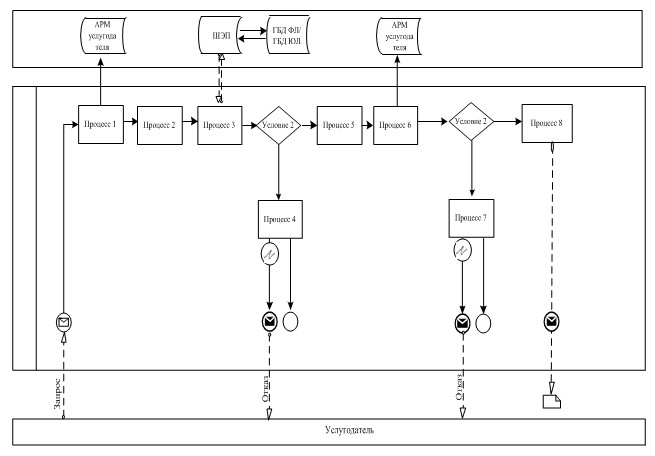 АРМ
услугода
теля
ШЭП
ГБД ФЛ/
ГБД ЮЛ
АРМ
услугода
теля
Процесс 1
Процесс 2
Процесс 3
Условие 2
Процесс 5
Процесс 6
Условие 2
Процесс 8
Процесс 4
Процесс 7
Запрос
Отказ
Отказ
Услугодатель